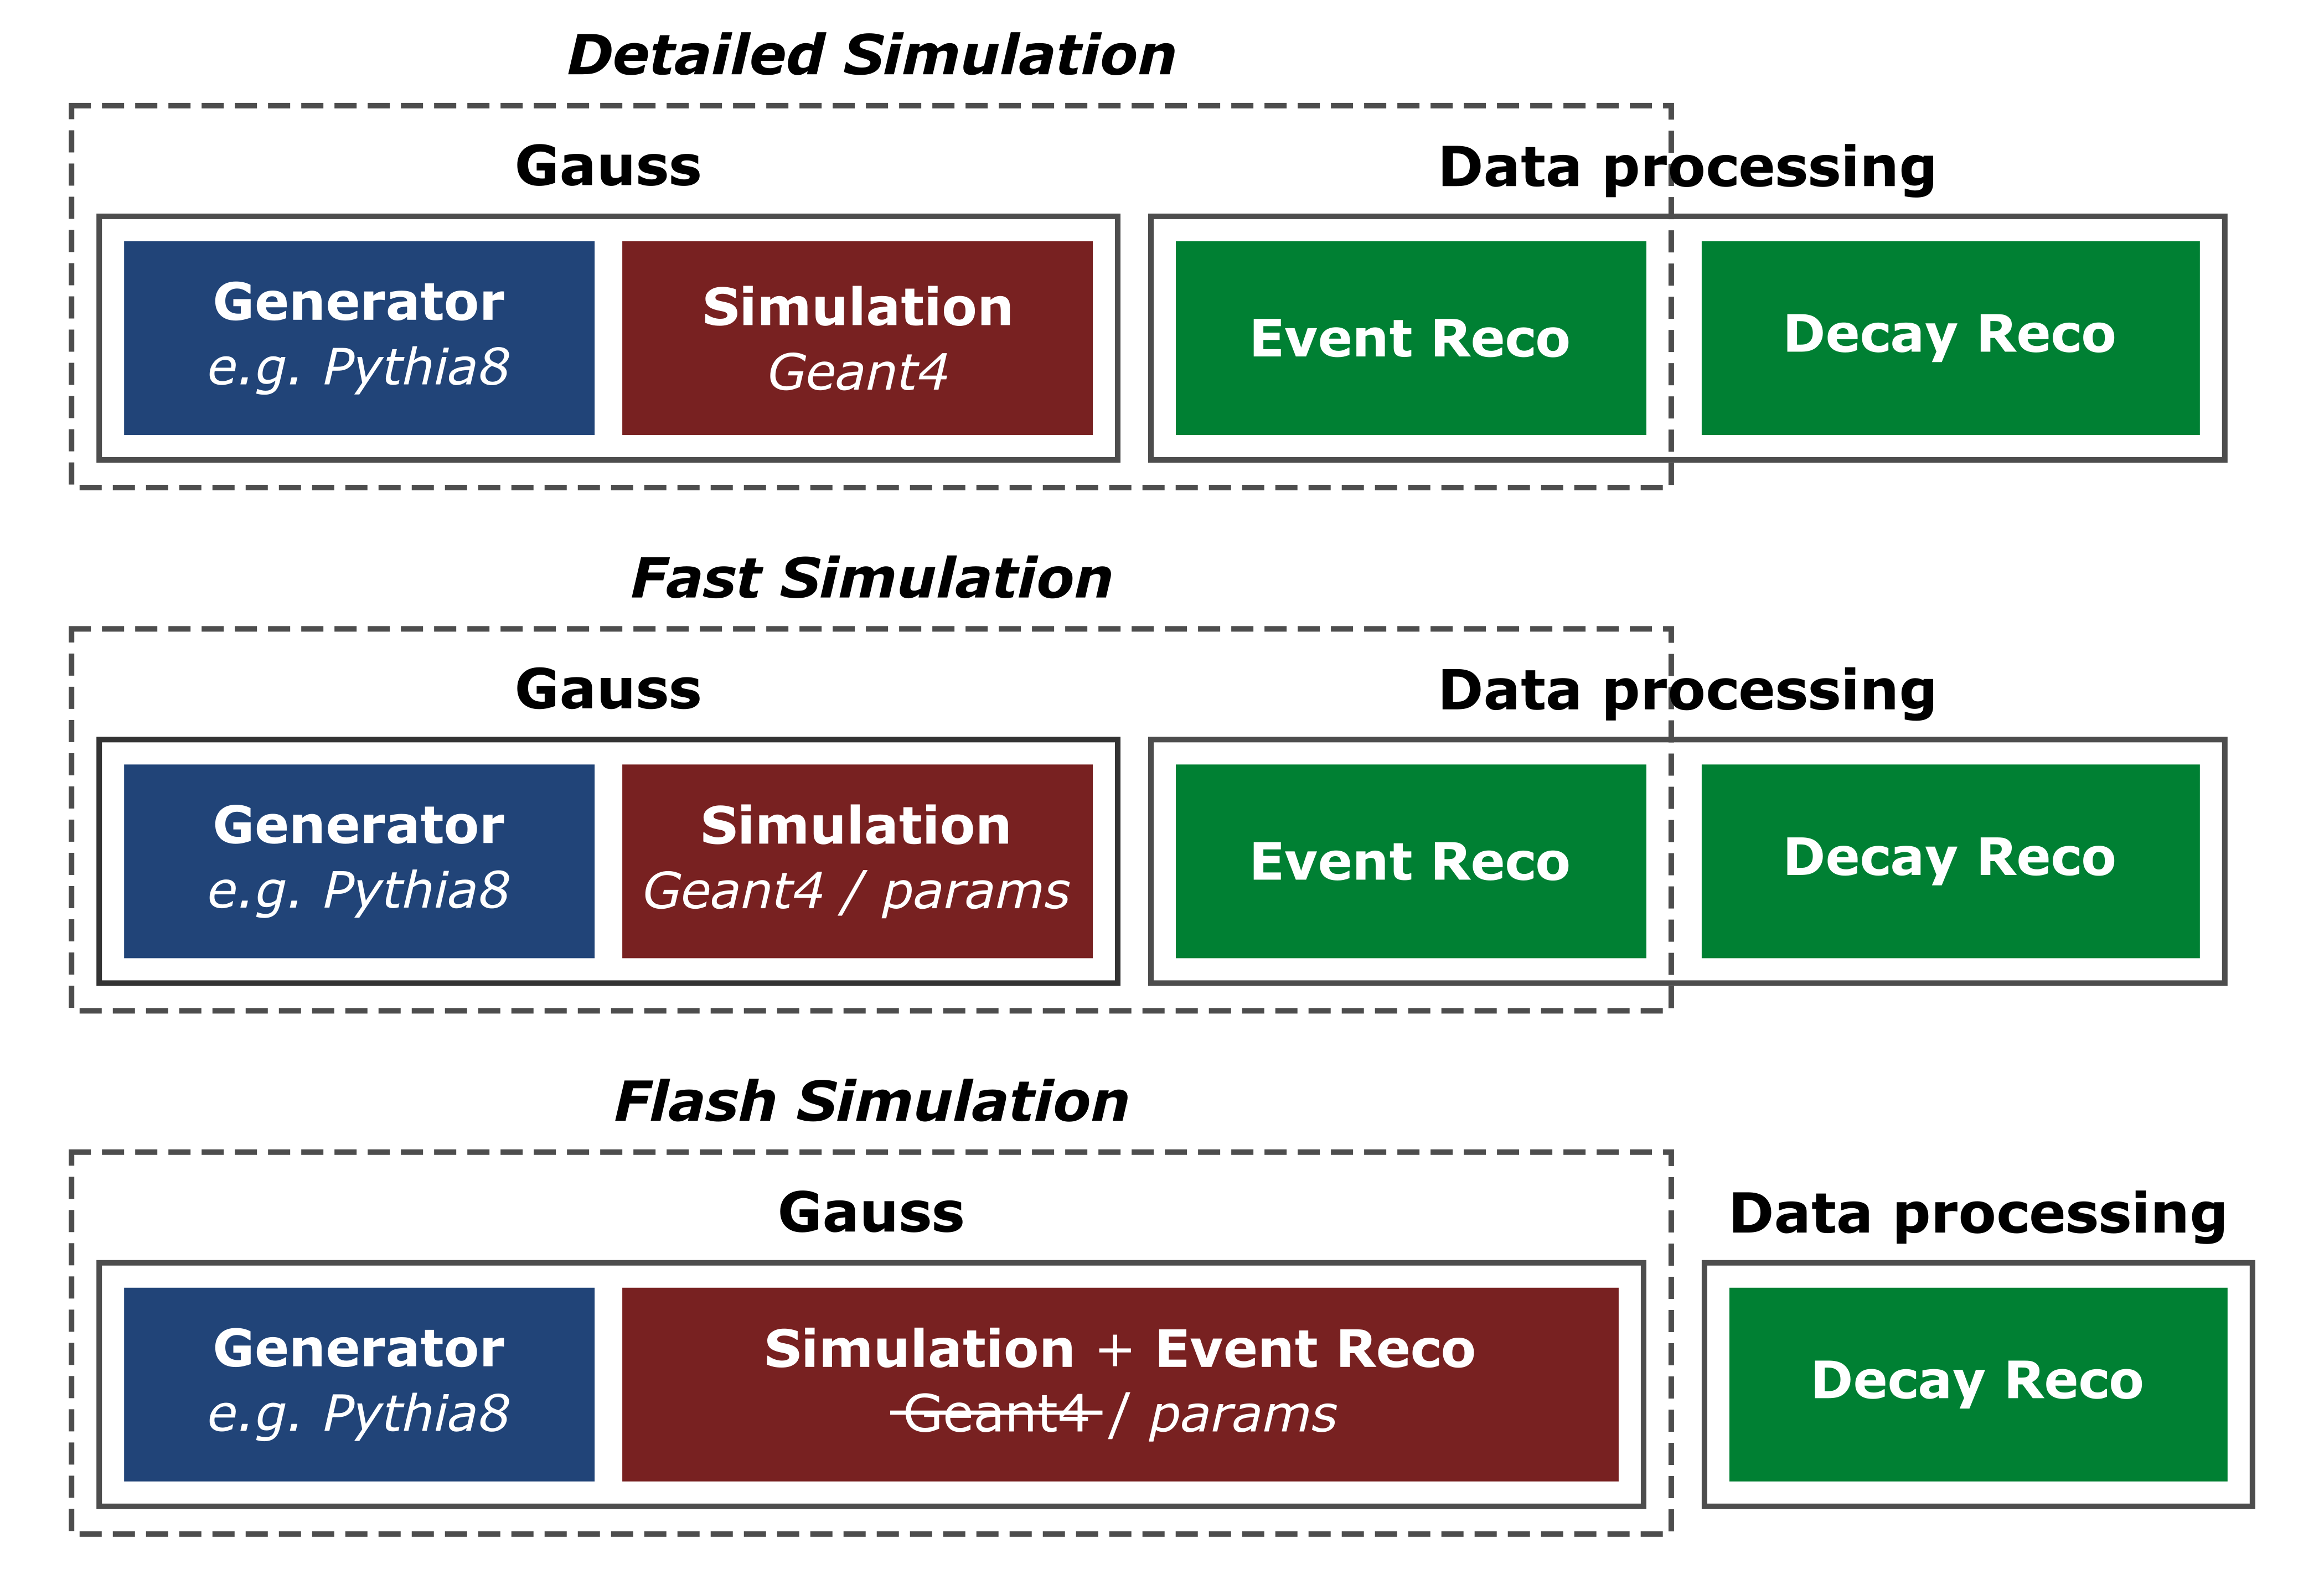 Detailed Simulation
Gauss
Data processing
Generator
e.g. Pythia8
Simulation
Geant4
Event Reco
Decay Reco
Fast Simulation
Gauss
Data processing
Generator
e.g. Pythia8
Simulation
Geant4 / params
Event Reco
Decay Reco
Flash Simulation
Gauss
Data processing
Generator
e.g. Pythia8
Simulation + Event Reco
Geant4 / params
Decay Reco